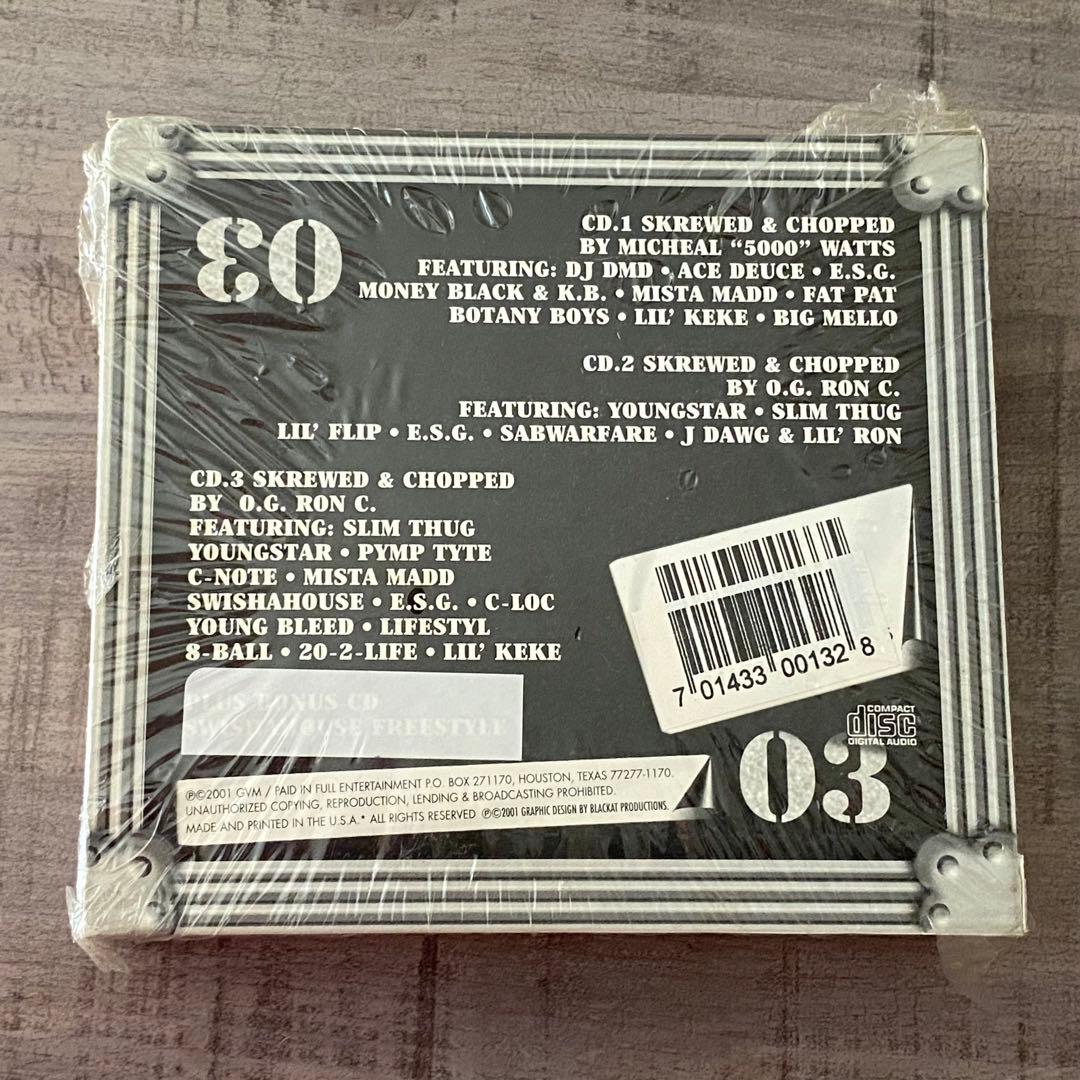 03
CD.1 SKREWED & CHOPPED
BY MICHEAL “5000” WATTS
FEATURING: DJ DMD • ACE DEUCE • E.S.G.
MONEY BLACK & K.B. • MISTA MADD • FAT PAT
BOTANY BOYS • LIL’ KEKE • BIG MELLO
CD.2 SKREWED & CHOPPED
BY O.G. RON C.
FEATURING: YOUNGSTAR • SLIM THUG
LIL’ FLIP • E.S.G. • SABWARFARE • J DAWG & LIL’ RON
CD.3 SKREWED & CHOPPED
BY O.G. RON C.
FEATURING: SLIM THUG
YOUNGSTAR • PYMP TYTE
C-NOTE • MISTA MADD
SWISHAHOUSE • E.S.G. • C-LOC
YOUNG BLEED • LIFESTYL
8-BALL • 20-2-LIFE • LIL’ KEKE
PLUS BONUS CD
FREESTYLE
7 01433 00132 8
COMPACT
disc
DIGITAL AUDIO
03
℗©2001 GVM / PAID IN FULL ENTERTAINMENT P.O. BOX 271170, HOUSTON, TEXAS 77277-1170.
UNAUTHORIZED COPYING, REPRODUCTION, LENDING & BROADCASTING PROHIBITED.
MADE AND PRINTED IN THE U.S.A.* ALL RIGHTS RESERVED ℗©2001 GRAPHIC DESIGN BY BLACKAT PRODUCTIONS.